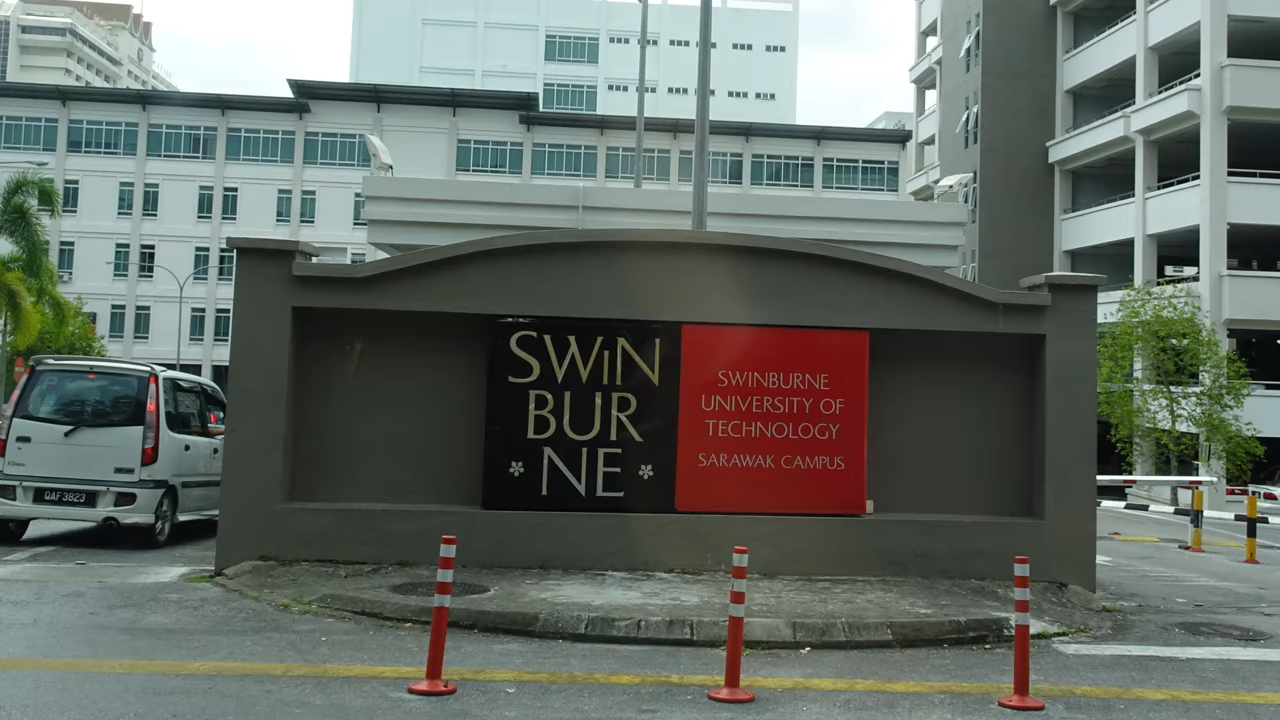 SWIN
BUR
NE
SWINBURNE
UNIVERSITY OF
TECHNOLOGY
SARAWAK CAMPUS
QAF 3823